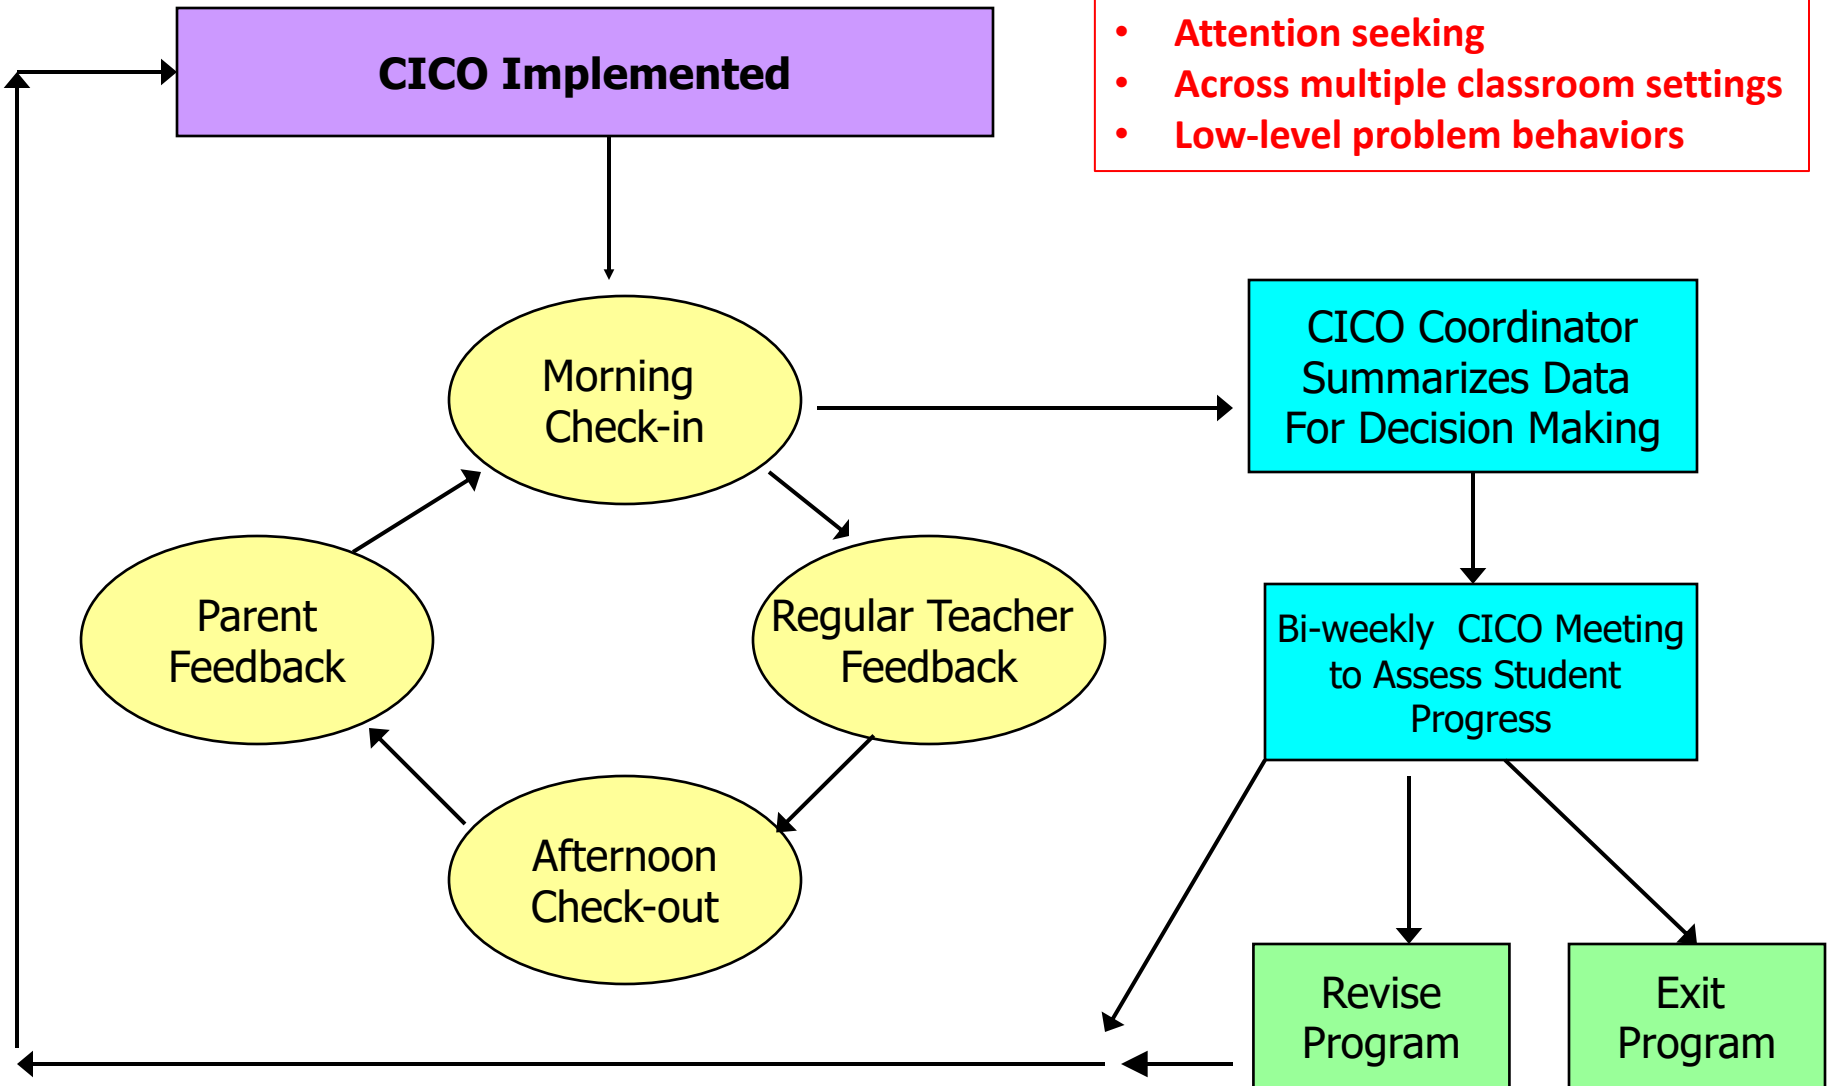 CICO Implemented
• Attention seeking
• Across multiple classroom settings
• Low-level problem behaviors
Morning
Check-in
CICO Coordinator
Summarizes Data
For Decision Making
Parent
Feedback
Regular Teacher
Feedback
Bi-weekly CICO Meeting
to Assess Student
Progress
Afternoon
Check-out
Revise
Program
Exit
Program